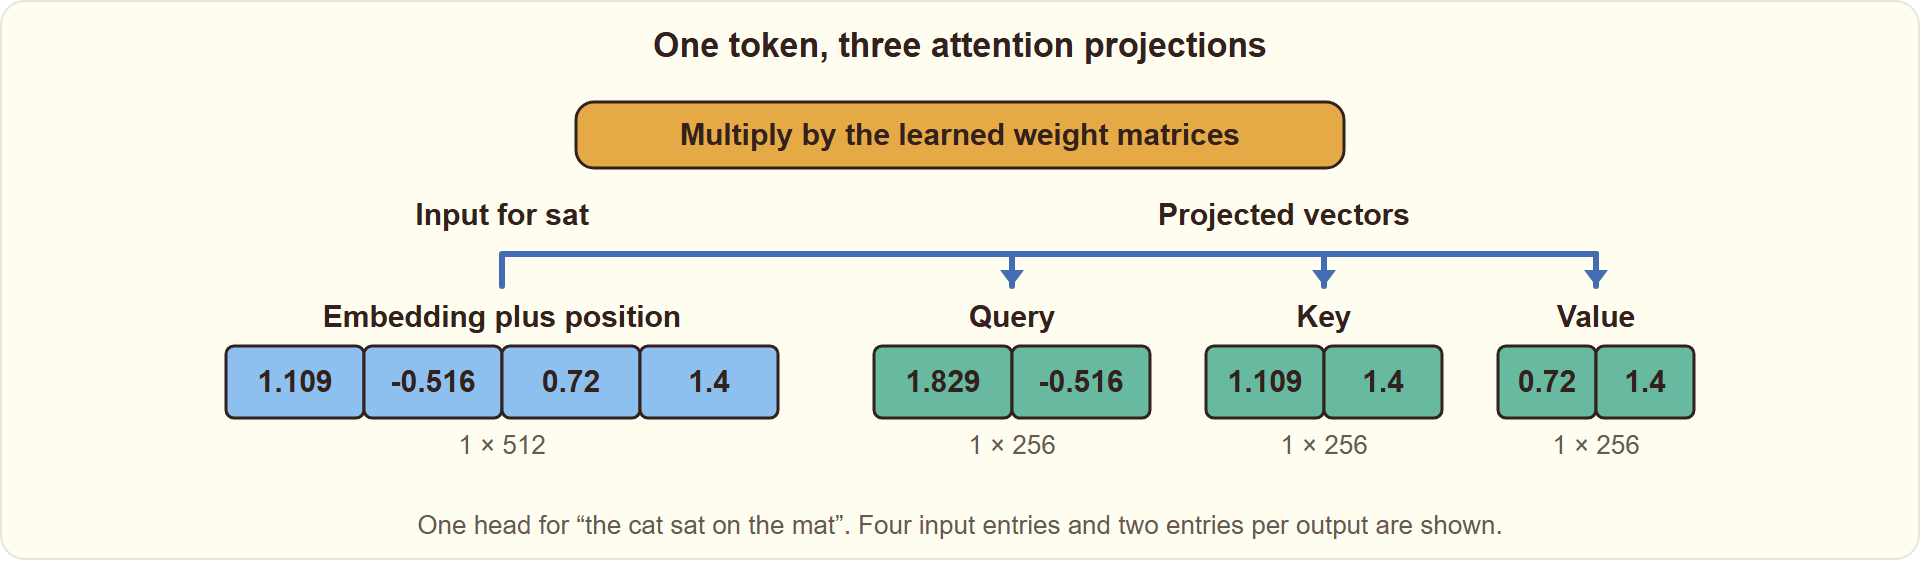 One token, three attention projections
Multiply by the learned weight matrices
Input for sat
Projected vectors
Embedding plus position
Query
Key
Value
1.109 -0.516 0.72 1.4
1.829 -0.516
1.109 1.4
0.72 1.4
1 × 512
1 × 256
1 × 256
1 × 256
One head for “the cat sat on the mat”. Four input entries and two entries per output are shown.